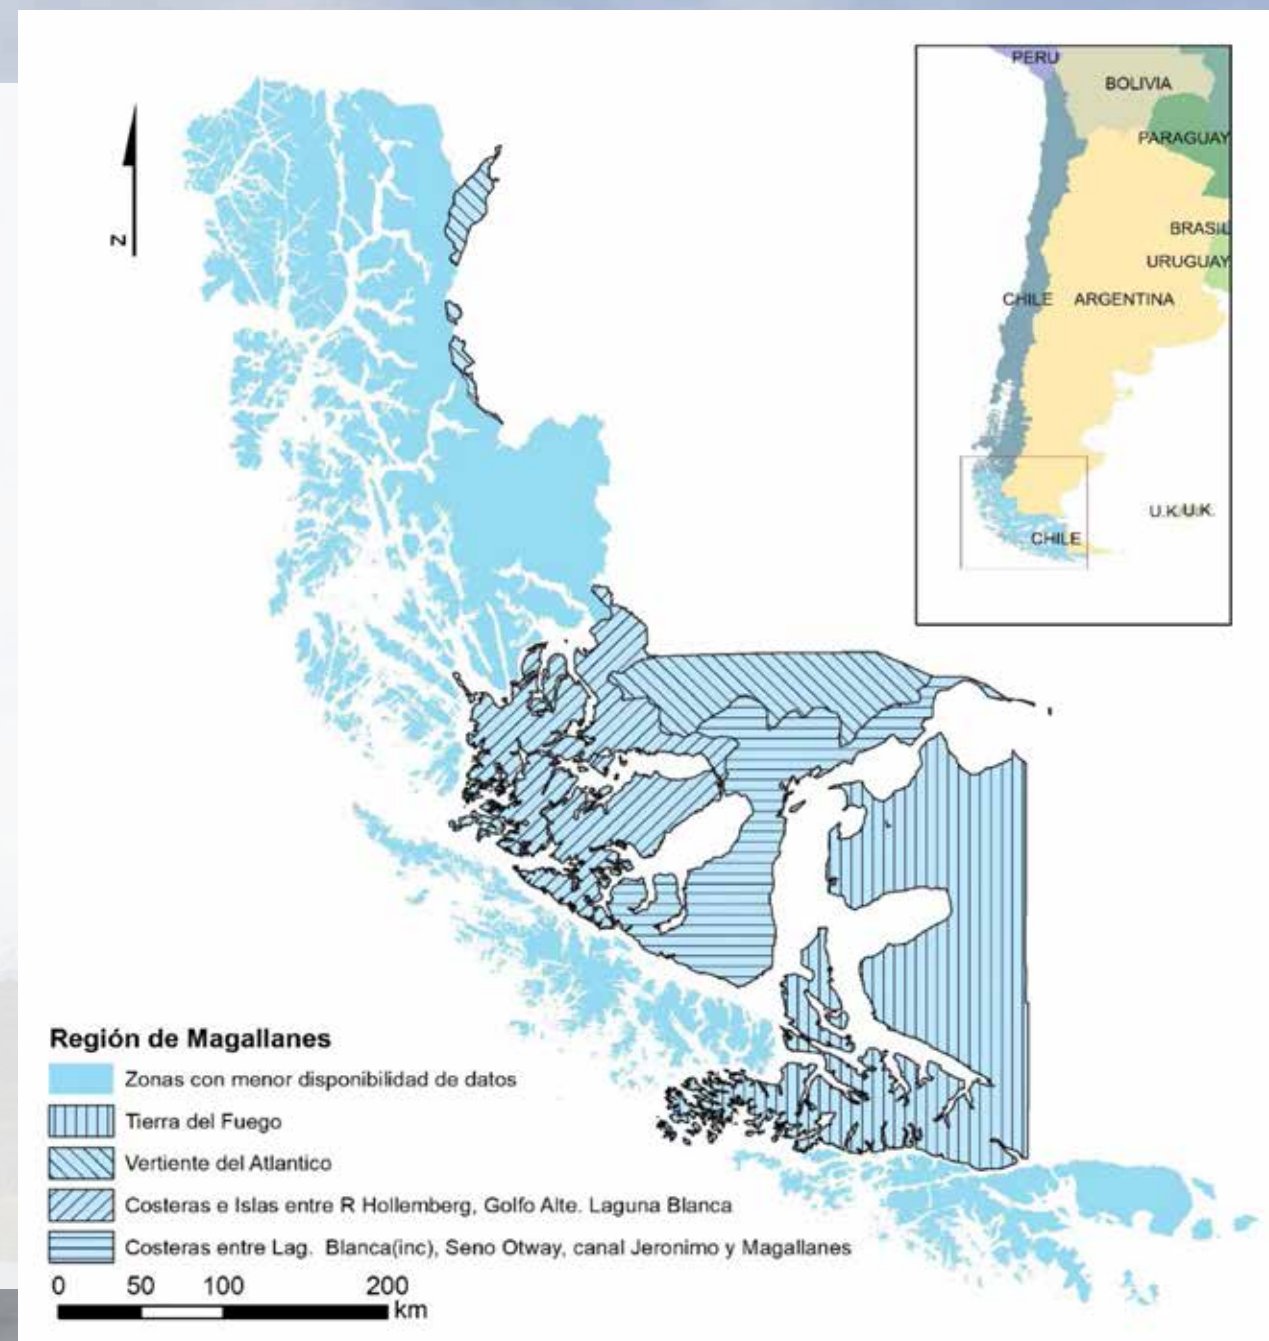 PERU
BOLIVIA
PARAGUAY
BRASIL
URUGUAY
CHILE ARGENTINA
U.K. U.K.
CHILE
N
Región de Magallanes
Zonas con menor disponibilidad de datos
Tierra del Fuego
Vertiente del Atlantico
Costeras e Islas entre R Hollemberg, Golfo Alte. Laguna Blanca
Costeras entre Lag. Blanca(inc), Seno Otway, canal Jeronimo y Magallanes
0 50 100 200
km